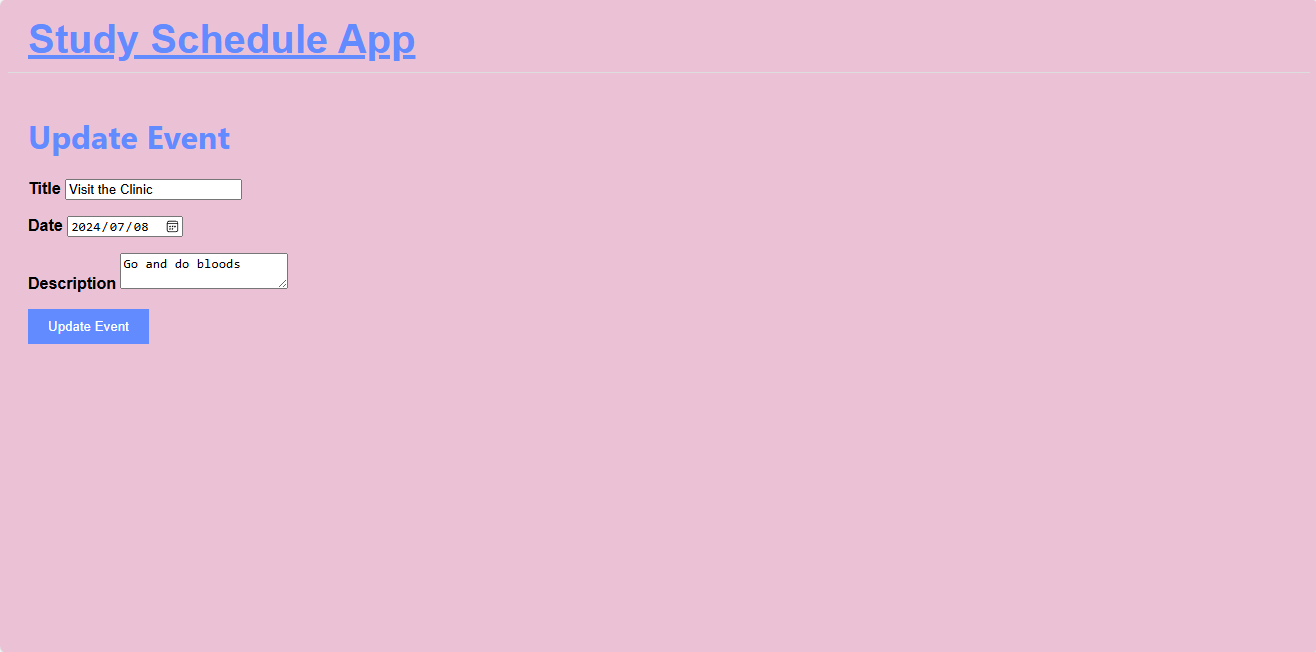 Study Schedule App
Update Event
Title Visit the Clinic
Date 2024/07/08
Description Go and do bloods
Update Event